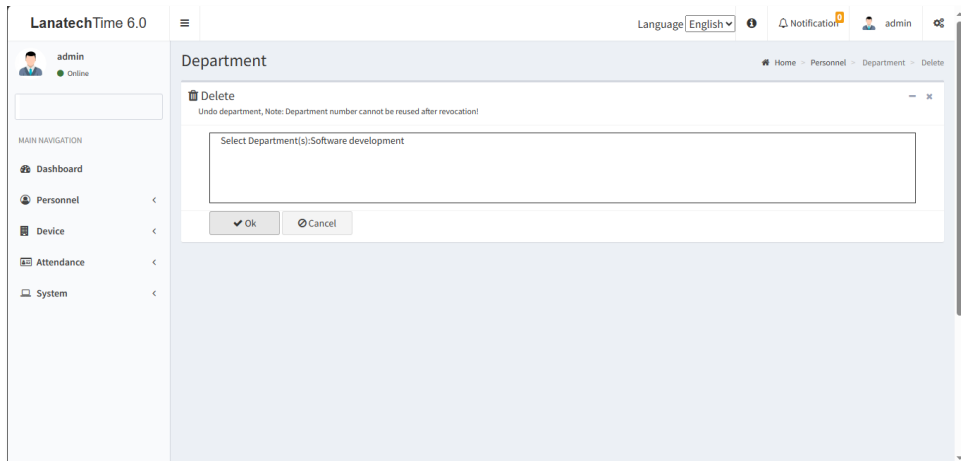 LanatechTime 6.0
Language English
Notification 0
admin
admin
Online
Department
Home > Personnel > Department > Delete
Delete
Undo department, Note: Department number cannot be reused after revocation!
MAIN NAVIGATION
Select Department(s):Software development
Dashboard
Personnel
Device
Attendance
System
Ok
Cancel